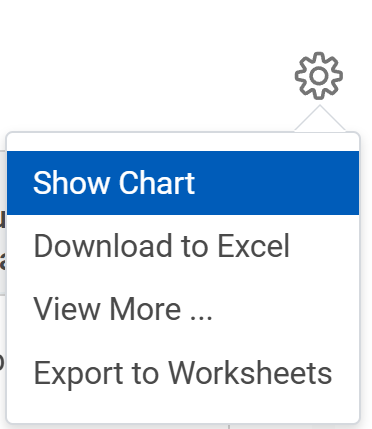 Show Chart
Download to Excel
View More ...
Export to Worksheets